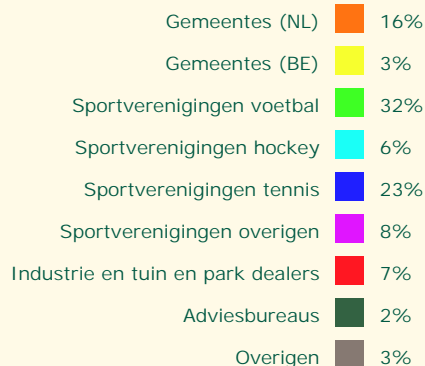 Gemeentes (NL) 16%
Gemeentes (BE) 3%
Sportverenigingen voetbal 32%
Sportverenigingen hockey 6%
Sportverenigingen tennis 23%
Sportverenigingen overigen 8%
Industrie en tuin en park dealers 7%
Adviesbureaus 2%
Overigen 3%